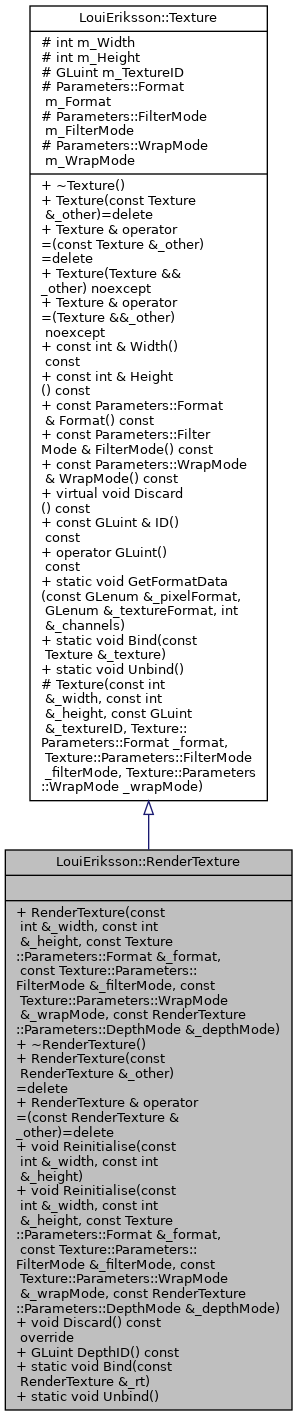 LouiEriksson::Texture
# int m_Width
# int m_Height
# GLuint m_TextureID
# Parameters::Format
m_Format
# Parameters::FilterMode
m_FilterMode
# Parameters::WrapMode
m_WrapMode
+ ~Texture()
+ Texture(const Texture
&_other)=delete
+ Texture & operator
=(const Texture &_other)
=delete
+ Texture(Texture &&
_other) noexcept
+ Texture & operator
=(Texture &&_other)
noexcept
+ const int & Width()
const
+ const int & Height
() const
+ const Parameters::Format
& Format() const
+ const Parameters::Filter
Mode & FilterMode() const
+ const Parameters::WrapMode
& WrapMode() const
+ virtual void Discard
() const
+ const GLuint & ID()
const
+ operator GLuint()
const
+ static void GetFormatData
(const GLenum &_pixelFormat,
GLenum &_textureFormat, int
&_channels)
+ static void Bind(const
Texture &_texture)
+ static void Unbind()
# Texture(const int
&_width, const int
&_height, const GLuint
&_textureID, Texture::
Parameters::Format _format,
Texture::Parameters::FilterMode
_filterMode, Texture::Parameters
::WrapMode _wrapMode)
LouiEriksson::RenderTexture
+ RenderTexture(const
int &_width, const int
&_height, const Texture
::Parameters::Format &_format,
const Texture::Parameters::
FilterMode &_filterMode, const
Texture::Parameters::WrapMode
&_wrapMode, const RenderTexture
::Parameters::DepthMode &_depthMode)
+ ~RenderTexture()
+ RenderTexture(const
RenderTexture &_other)
=delete
+ RenderTexture & operator
=(const RenderTexture &
_other)=delete
+ void Reinitialise(const
int &_width, const int
&_height)
+ void Reinitialise(const
int &_width, const int
&_height, const Texture
::Parameters::Format &_format,
const Texture::Parameters::
FilterMode &_filterMode, const
Texture::Parameters::WrapMode
&_wrapMode, const RenderTexture
::Parameters::DepthMode &_depthMode)
+ void Discard() const
override
+ GLuint DepthID() const
+ static void Bind(const
RenderTexture &_rt)
+ static void Unbind()